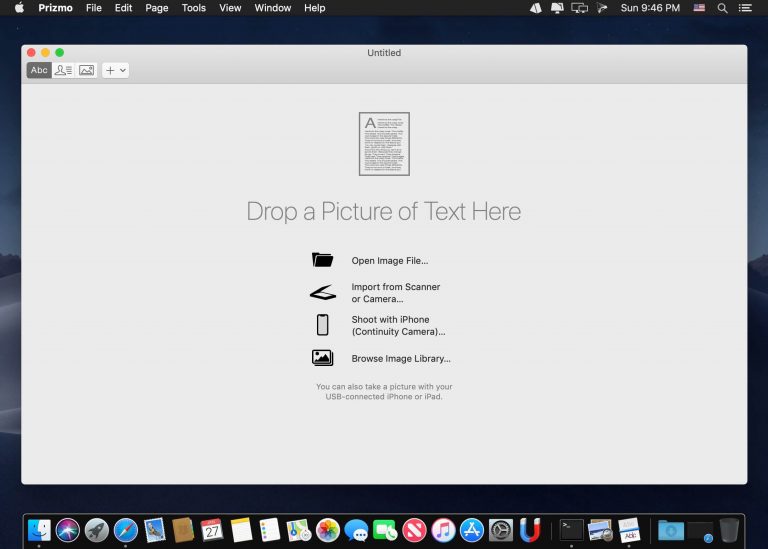 Prizmo File Edit Page Tools View Window Help Sun 9:46 PM
Untitled
Abc
Drop a Picture of Text Here
Open Image File...
Import from Scanner
or Camera...
Shoot with iPhone
(Continuity Camera)...
Browse Image Library...
You can also take a picture with your
USB-connected iPhone or iPad.
27